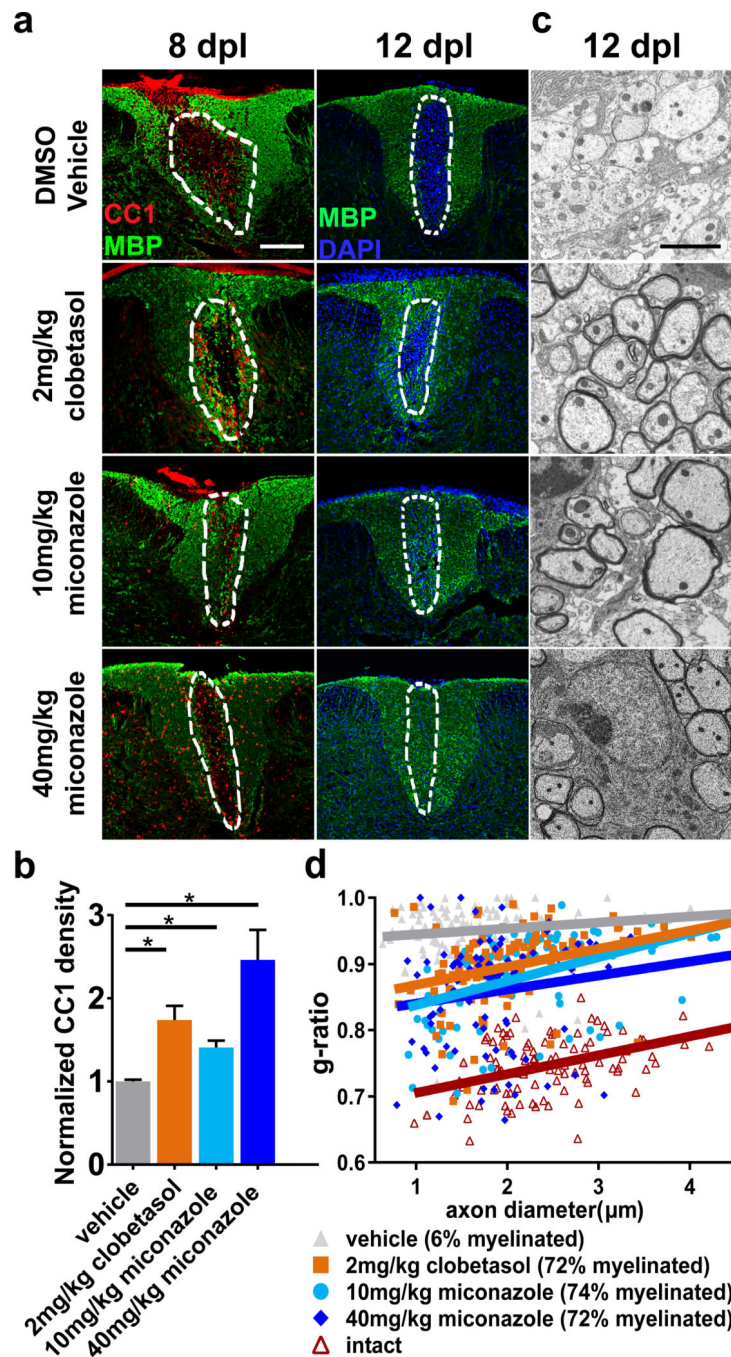 a
8 dpl
12 dpl
c
12 dpl
DMSO
Vehicle
CC1
MBP
MBP
DAPI
2mg/kg
clobetasol
10mg/kg
miconazole
40mg/kg
miconazole
b
Normalized CC1 density
3
2
1
0
*
*
*
vehicle
2mg/kg clobetasol
10mg/kg miconazole
40mg/kg miconazole
d
g-ratio
1.0
0.9
0.8
0.7
0.6
1
2
3
4
axon diameter(μm)
vehicle (6% myelinated)
2mg/kg clobetasol (72% myelinated)
10mg/kg miconazole (74% myelinated)
40mg/kg miconazole (72% myelinated)
intact